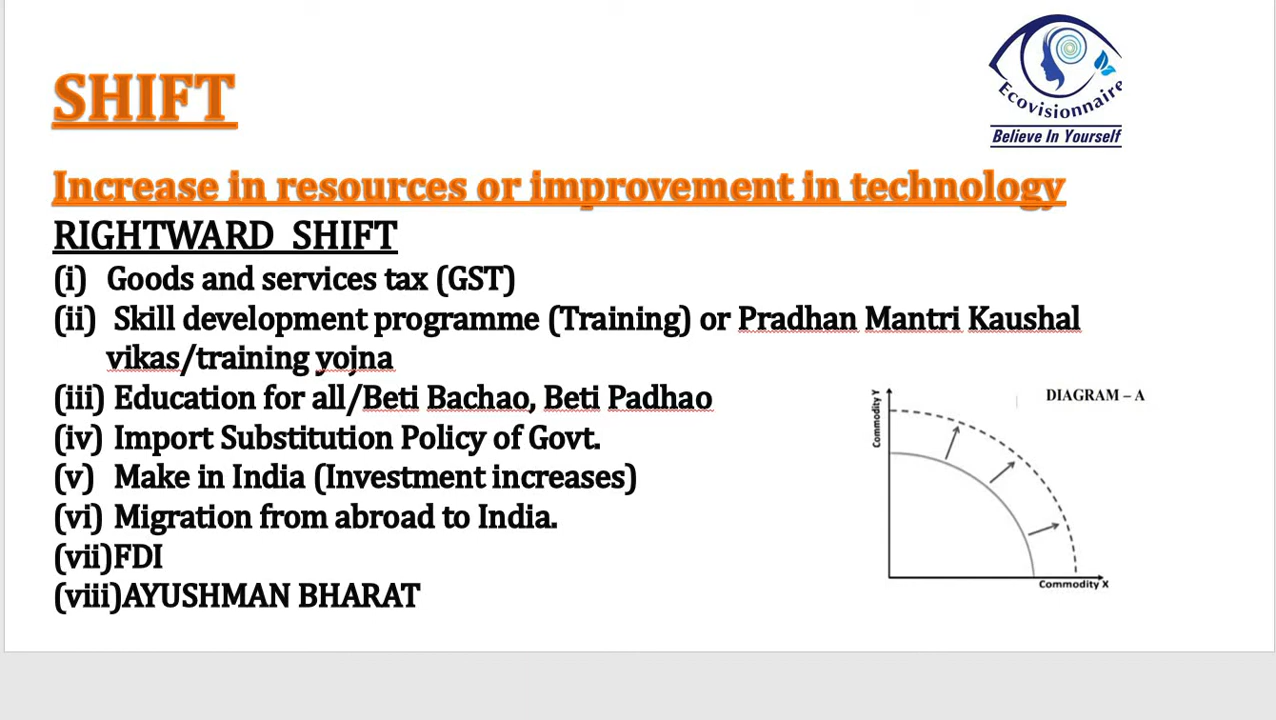 SHIFT
Ecovisionnaire
Believe In Yourself
Increase in resources or improvement in technology
RIGHTWARD SHIFT
(i) Goods and services tax (GST)
(ii) Skill development programme (Training) or Pradhan Mantri Kaushal
vikas/training yojna
(iii) Education for all/Beti Bachao, Beti Padhao
(iv) Import Substitution Policy of Govt.
(v) Make in India (Investment increases)
(vi) Migration from abroad to India.
(vii)FDI
(viii)AYUSHMAN BHARAT
DIAGRAM – A
Commodity Y
Commodity X